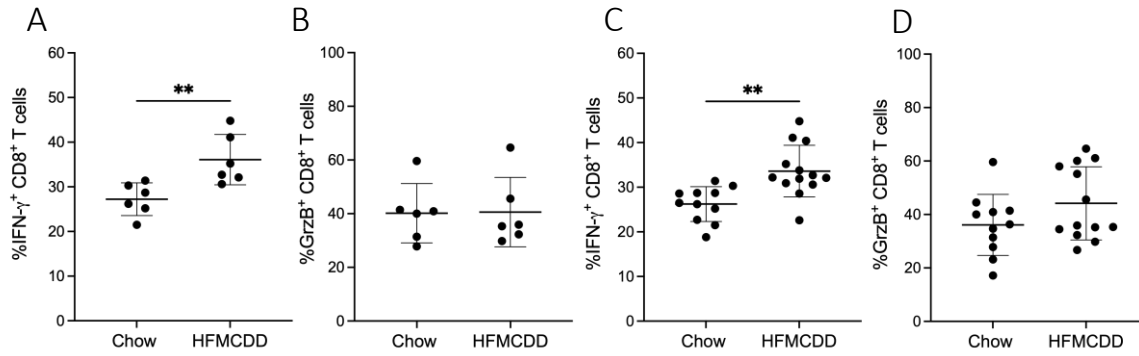 A
%IFN-γ⁺ CD8⁺ T cells
60
50
40
30
20
10
0
**
Chow
HFMCDD
B
%GrzB⁺ CD8⁺ T cells
100
80
60
40
20
0
Chow
HFMCDD
C
%IFN-γ⁺ CD8⁺ T cells
60
50
40
30
20
10
0
**
Chow
HFMCDD
D
%GrzB⁺ CD8⁺ T cells
100
80
60
40
20
0
Chow
HFMCDD